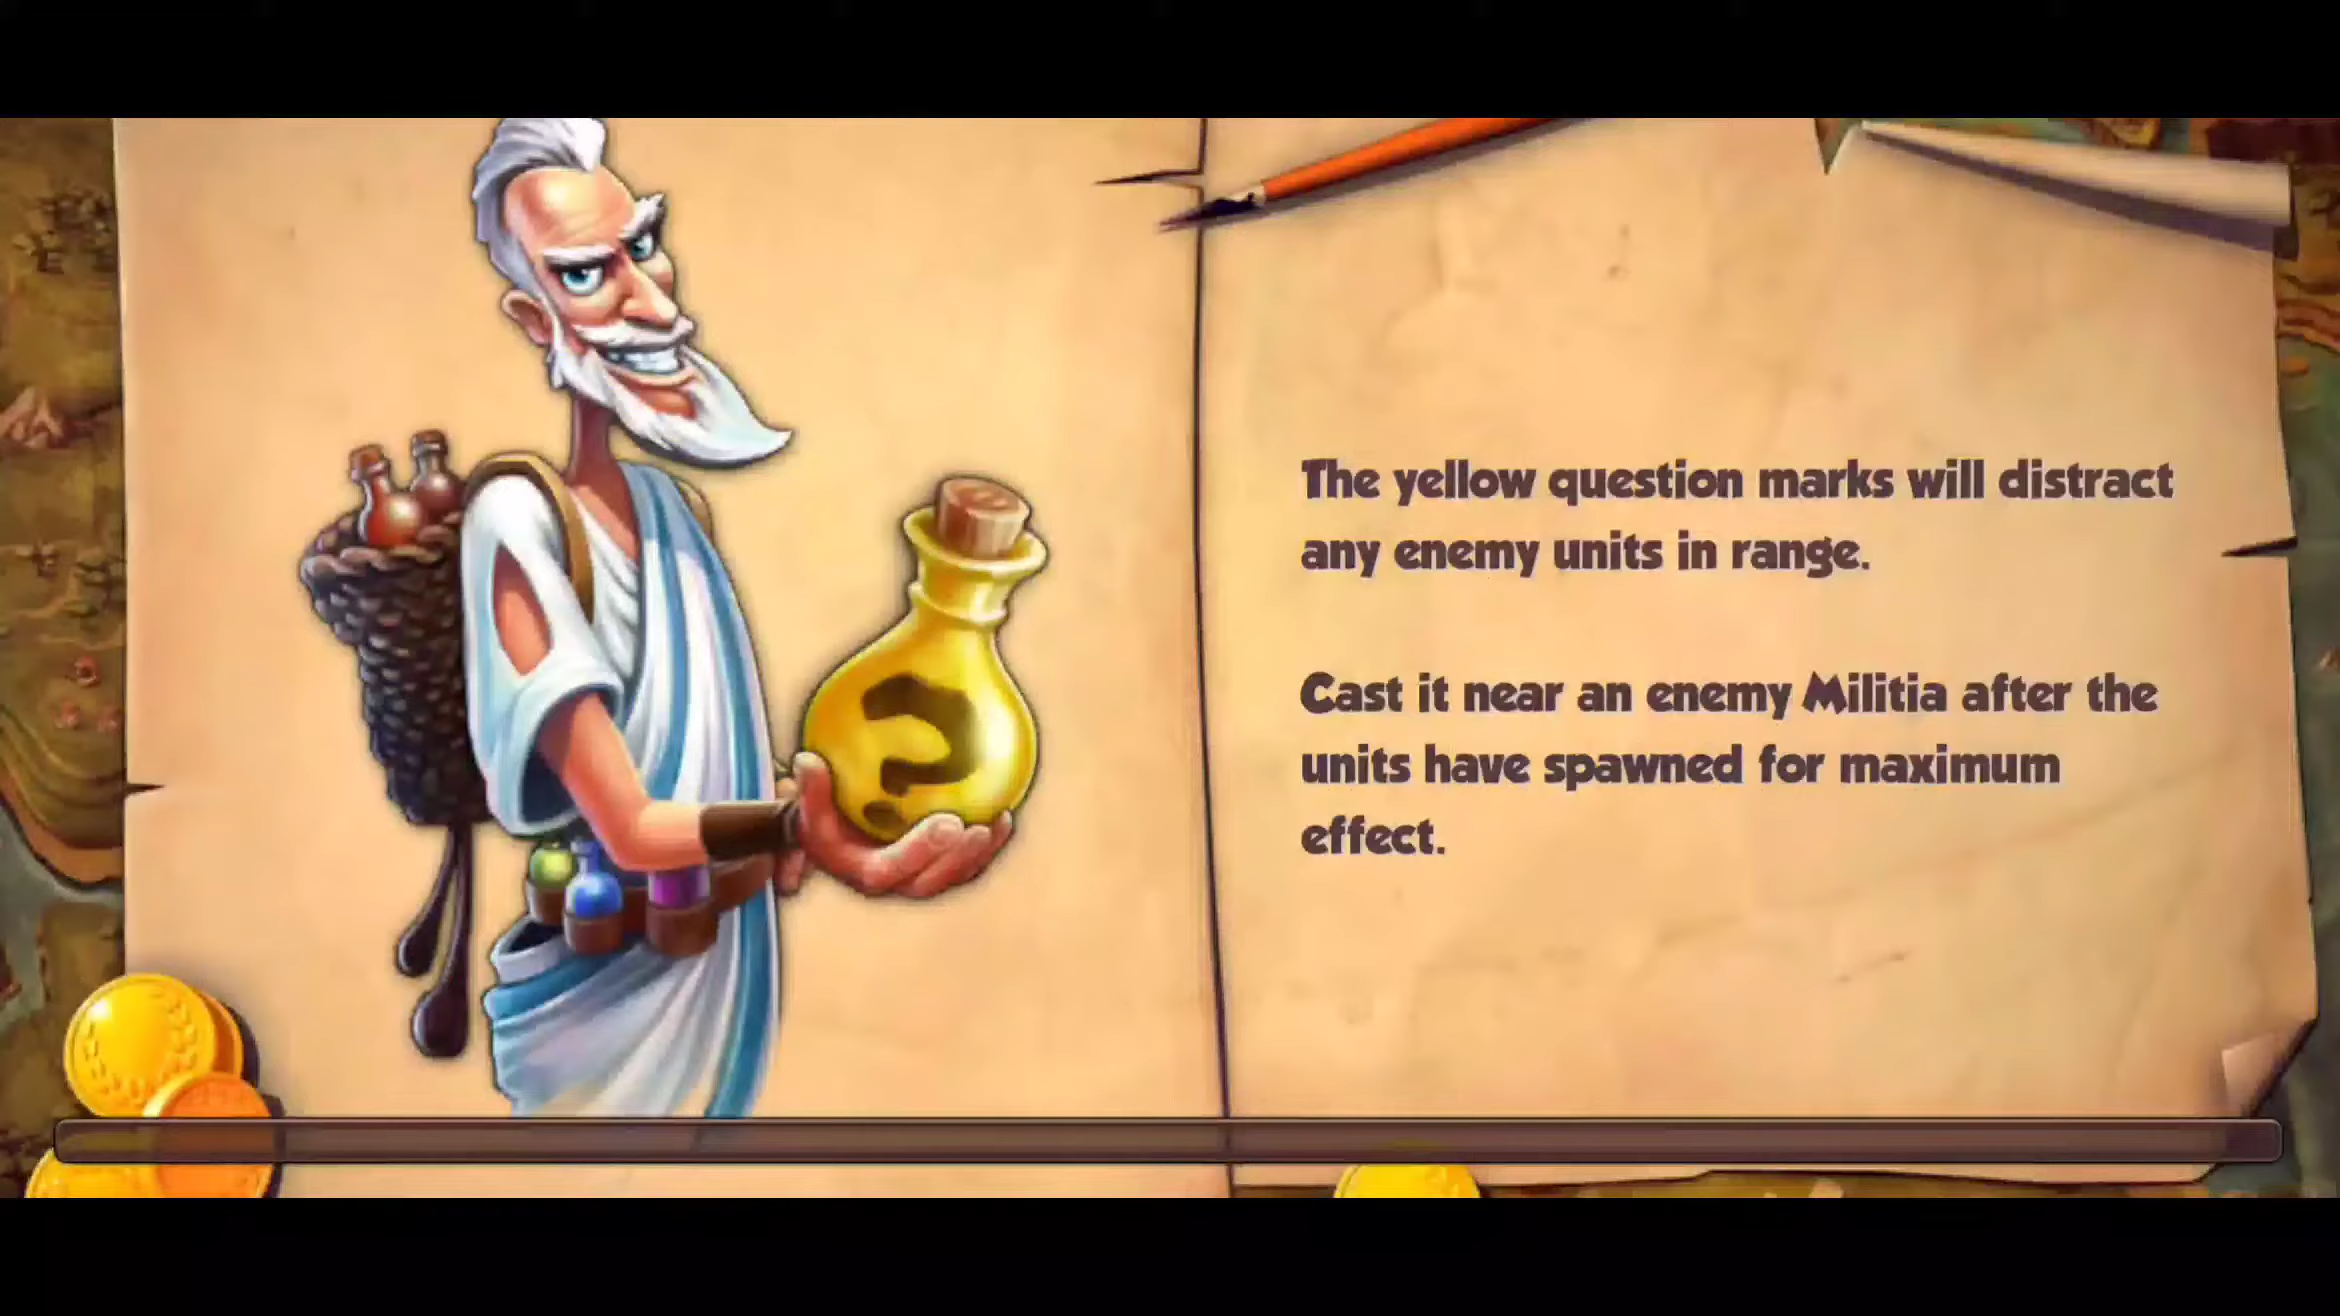 The yellow question marks will distract
any enemy units in range.
Cast it near an enemy Militia after the
units have spawned for maximum
effect.